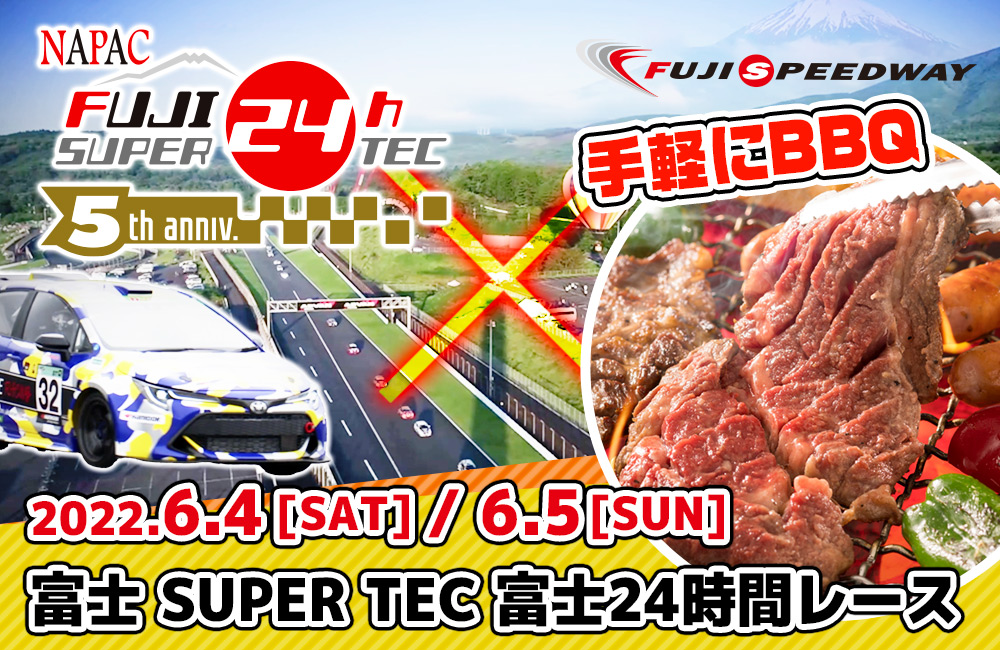 NAPAC
FUJI 24h
SUPER TEC
5th anniv.
FUJI SPEEDWAY
手軽にBBQ
32
2022.6.4[SAT] / 6.5[SUN]
富士 SUPER TEC 富士24時間レース